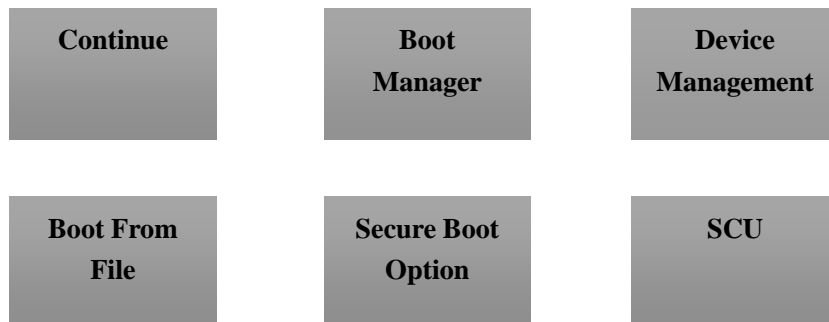 Continue
Boot
Manager
Device
Management
Boot From
File
Secure Boot
Option
SCU